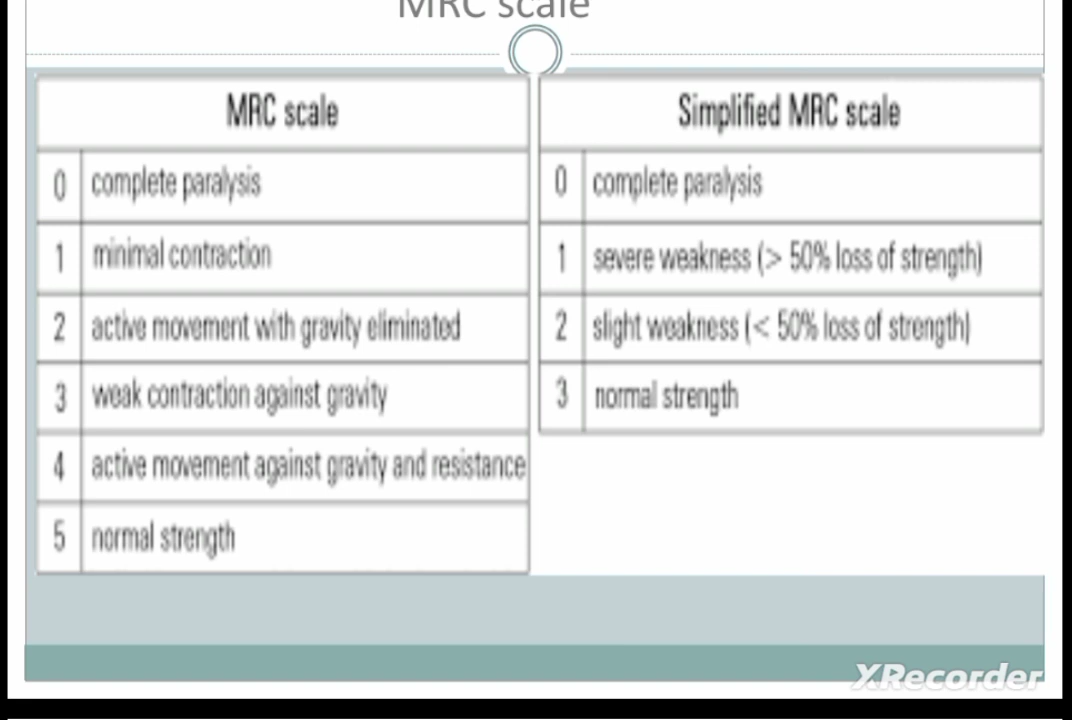 MRC scale
MRC scale
0 complete paralysis
1 minimal contraction
2 active movement with gravity eliminated
3 weak contraction against gravity
4 active movement against gravity and resistance
5 normal strength
Simplified MRC scale
0 complete paralysis
1 severe weakness (> 50% loss of strength)
2 slight weakness (< 50% loss of strength)
3 normal strength
XRecorder